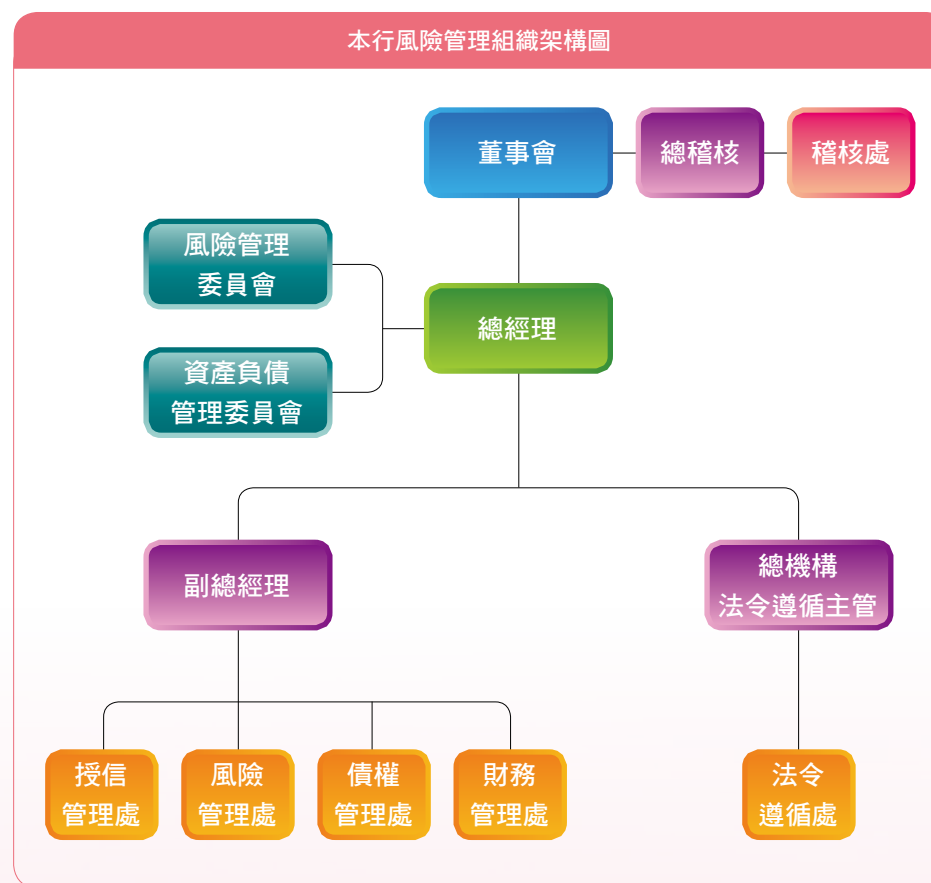 本行風險管理組織架構圖
董事會
總稽核
稽核處
風險管理
委員會
總經理
資產負債
管理委員會
副總經理
總機構
法令遵循主管
授信
管理處
風險
管理處
債權
管理處
財務
管理處
法令
遵循處